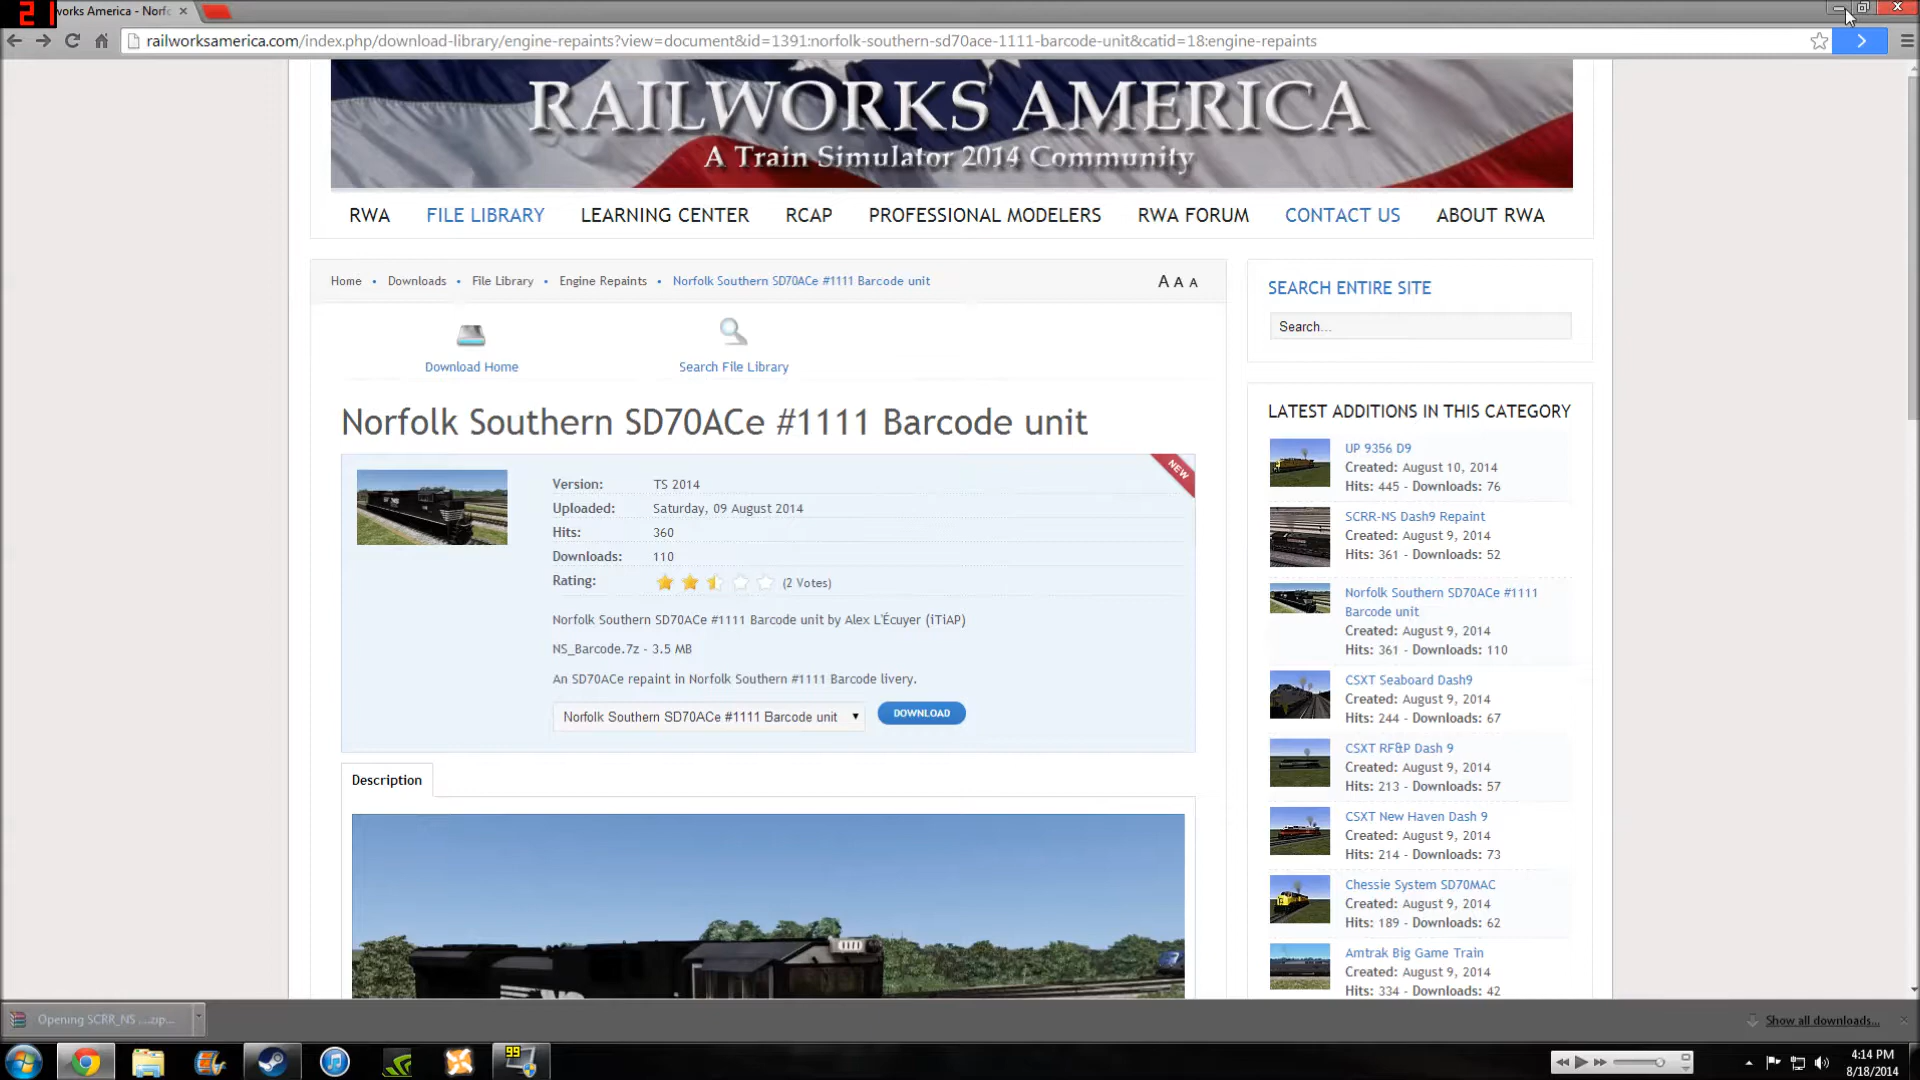 21
works America - Norfo
railworksamerica.com/index.php/download-library/engine-repaints?view=document&id=1391:norfolk-southern-sd70ace-1111-barcode-unit&catid=18:engine-repaints
RAILWORKS AMERICA
A Train Simulator 2014 Community
RWA FILE LIBRARY LEARNING CENTER RCAP PROFESSIONAL MODELERS RWA FORUM CONTACT US ABOUT RWA
Home • Downloads • File Library • Engine Repaints • Norfolk Southern SD70ACe #1111 Barcode unit A A A
Download Home Search File Library
Norfolk Southern SD70ACe #1111 Barcode unit
NEW
Version: TS 2014
Uploaded: Saturday, 09 August 2014
Hits: 360
Downloads: 110
Rating: (2 Votes)
Norfolk Southern SD70ACe #1111 Barcode unit by Alex L'Écuyer (iTiAP)
NS_Barcode.7z - 3.5 MB
An SD70ACe repaint in Norfolk Southern #1111 Barcode livery.
Norfolk Southern SD70ACe #1111 Barcode unit DOWNLOAD
Description
SEARCH ENTIRE SITE
Search...
LATEST ADDITIONS IN THIS CATEGORY
UP 9356 D9
Created: August 10, 2014
Hits: 445 - Downloads: 76
SCRR-NS Dash9 Repaint
Created: August 9, 2014
Hits: 361 - Downloads: 52
Norfolk Southern SD70ACe #1111
Barcode unit
Created: August 9, 2014
Hits: 361 - Downloads: 110
CSXT Seaboard Dash9
Created: August 9, 2014
Hits: 244 - Downloads: 67
CSXT RF&P Dash 9
Created: August 9, 2014
Hits: 213 - Downloads: 57
CSXT New Haven Dash 9
Created: August 9, 2014
Hits: 214 - Downloads: 73
Chessie System SD70MAC
Created: August 9, 2014
Hits: 189 - Downloads: 62
Amtrak Big Game Train
Created: August 9, 2014
Hits: 334 - Downloads: 42
Opening SCRR_NS ....zip... Show all downloads...
99
4:14 PM
8/18/2014